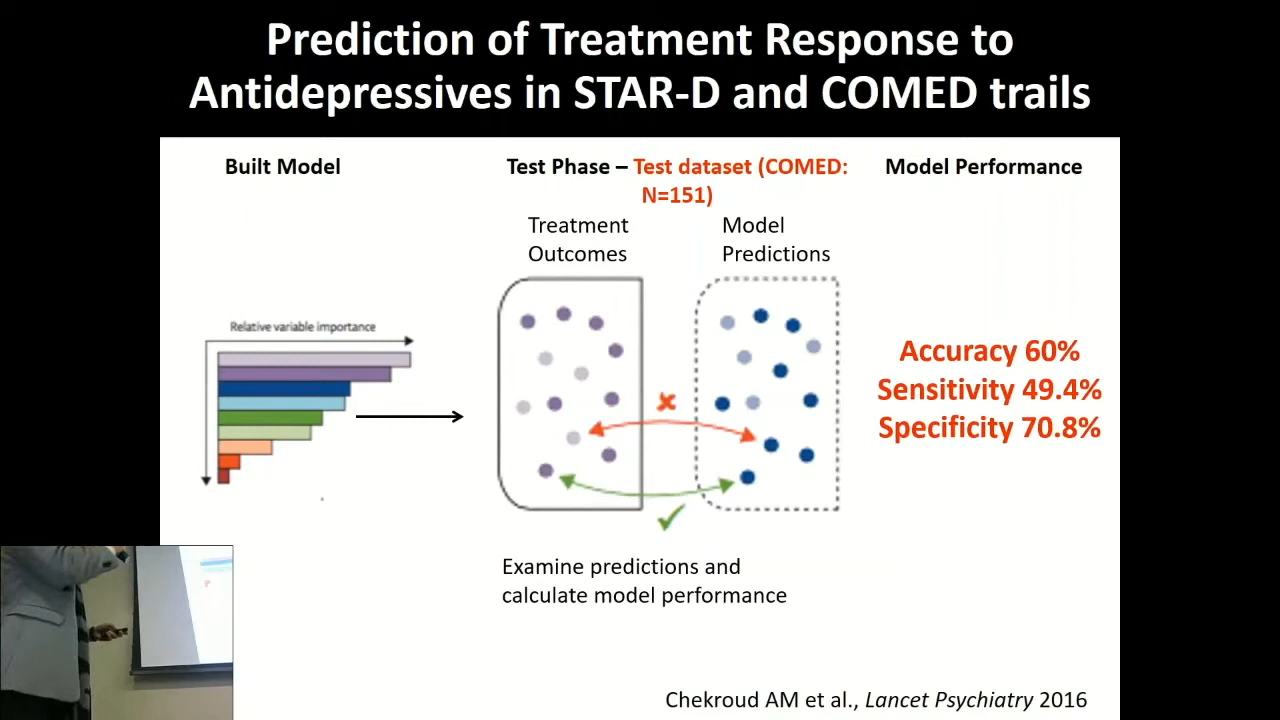 Prediction of Treatment Response to
Antidepressives in STAR-D and COMED trails
Built Model
Test Phase – Test dataset (COMED:
N=151)
Model Performance
Treatment
Outcomes
Model
Predictions
Relative variable importance
Accuracy 60%
Sensitivity 49.4%
Specificity 70.8%
Examine predictions and
calculate model performance
Chekroud AM et al., Lancet Psychiatry 2016